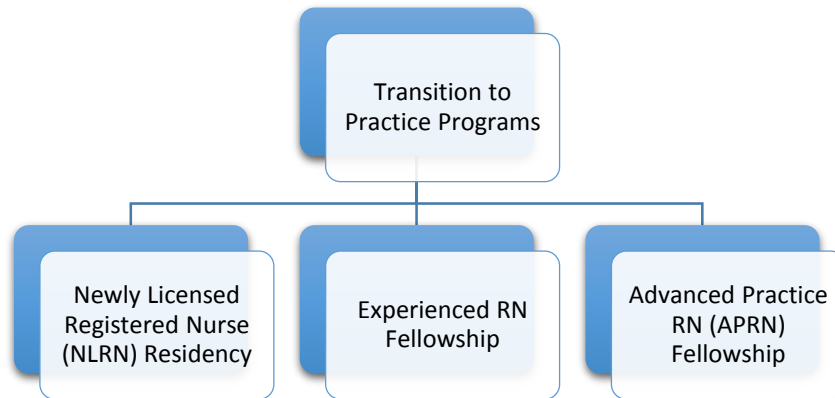 Transition to
Practice Programs
Newly Licensed
Registered Nurse
(NLRN) Residency
Experienced RN
Fellowship
Advanced Practice
RN (APRN)
Fellowship